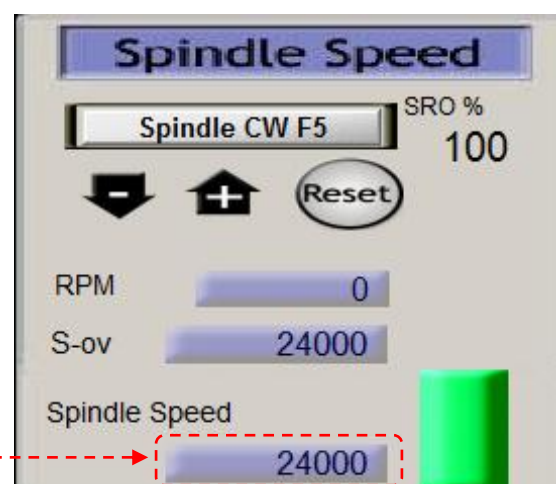 Spindle Speed
Spindle CW F5
SRO %
100
- + Reset
RPM 0
S-ov 24000
Spindle Speed
24000